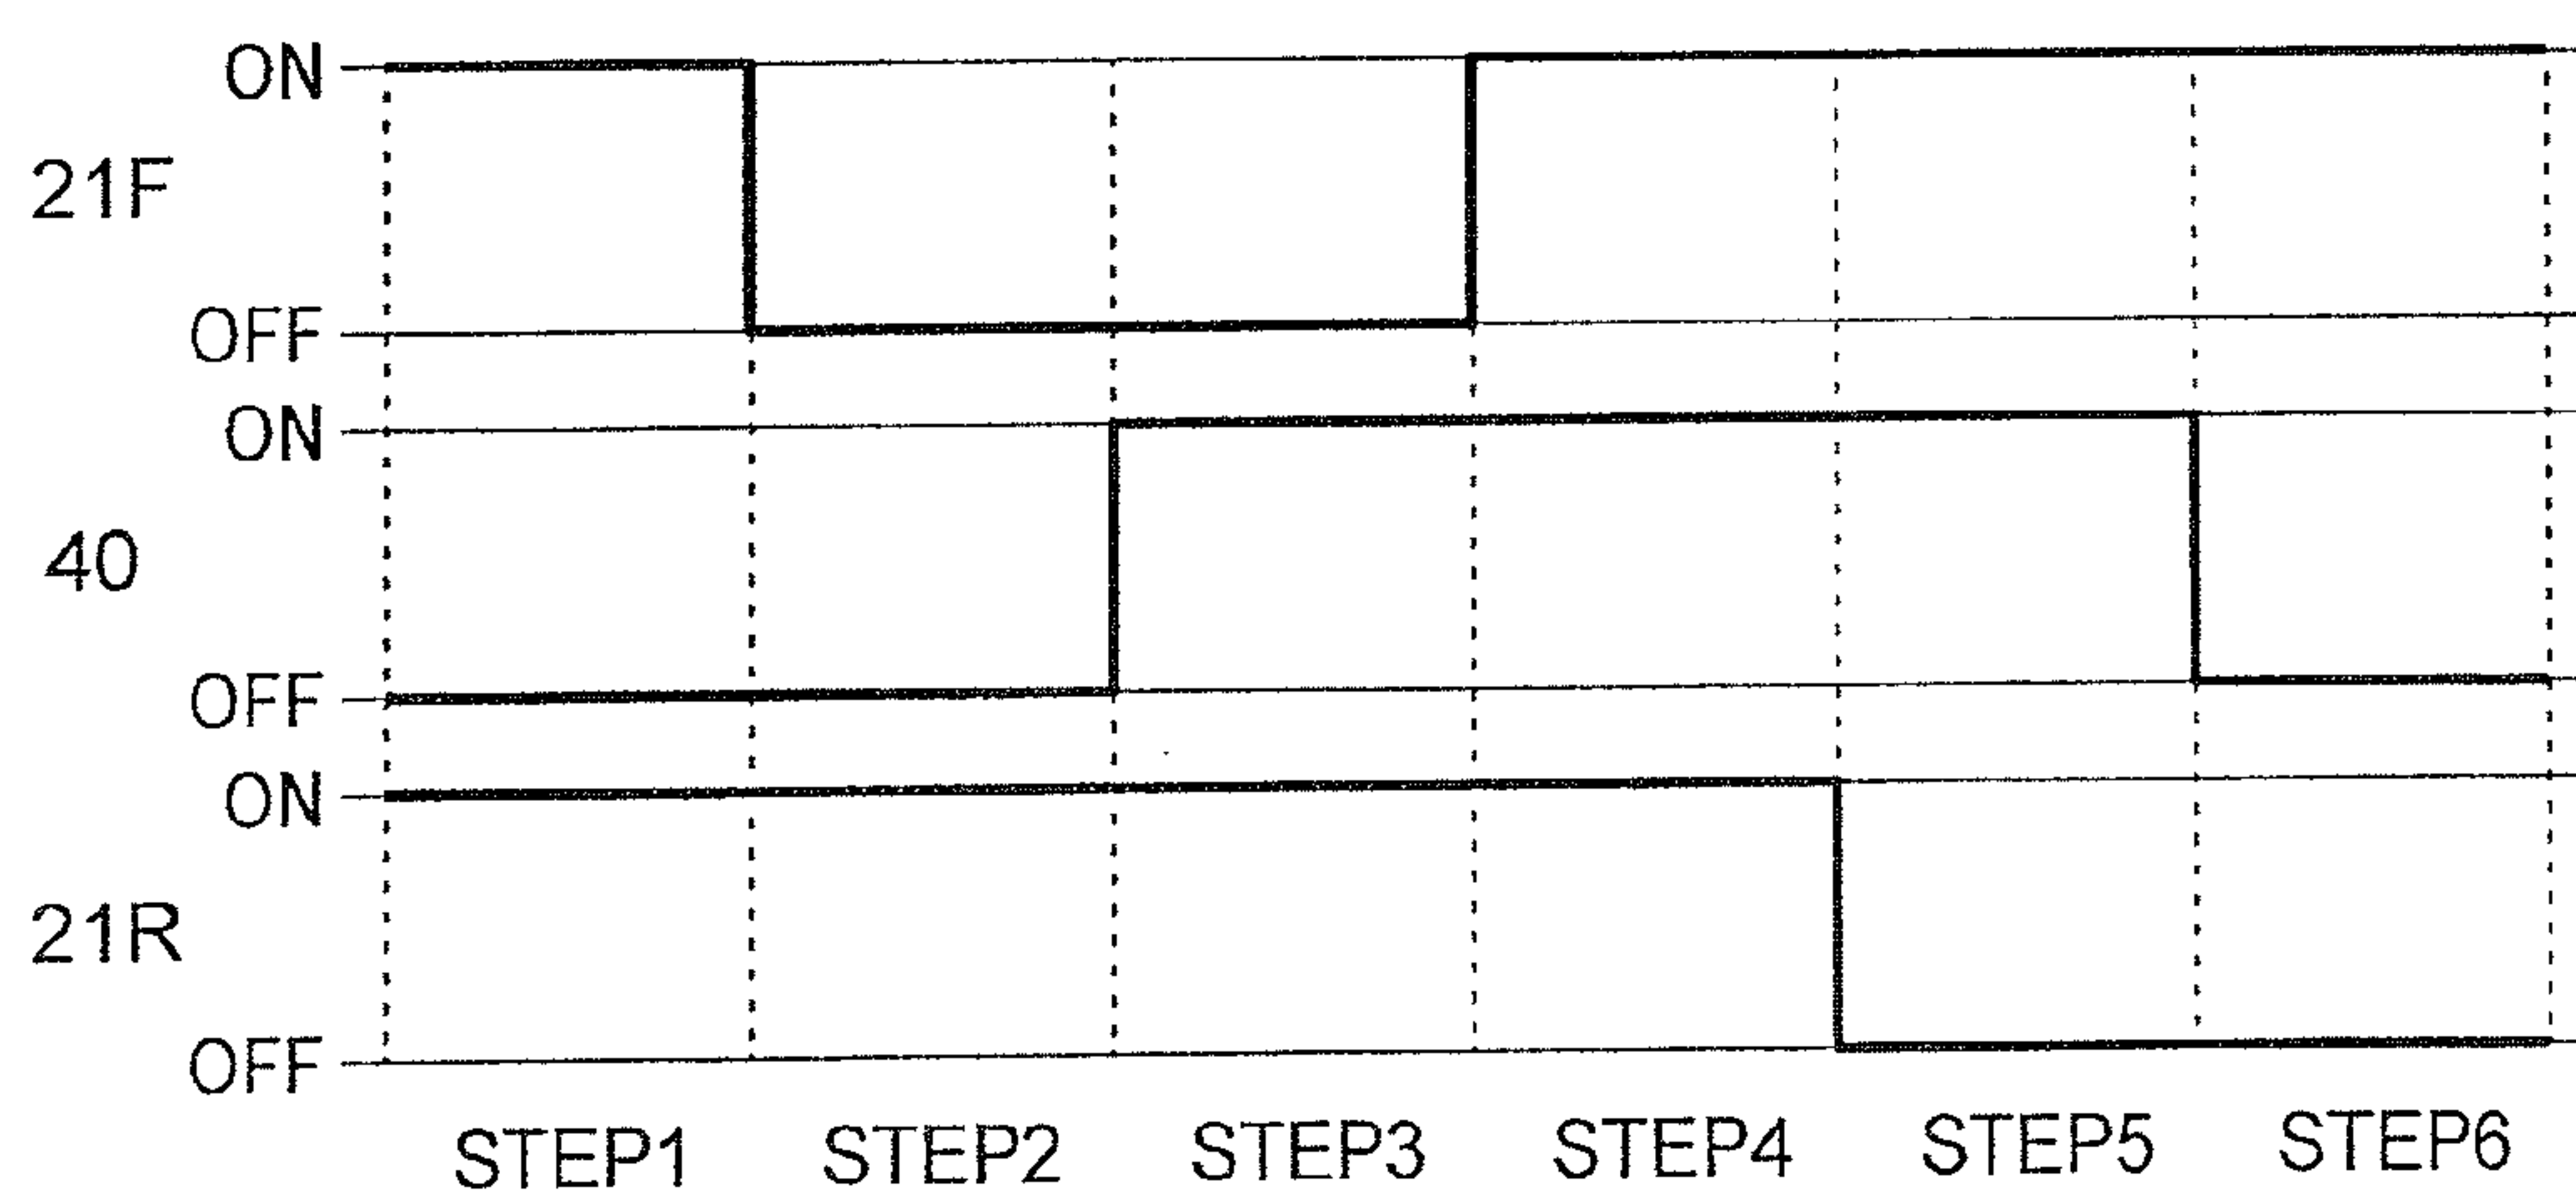 ON
21F
OFF
ON
40
OFF
ON
21R
OFF
STEP1 STEP2 STEP3 STEP4 STEP5 STEP6